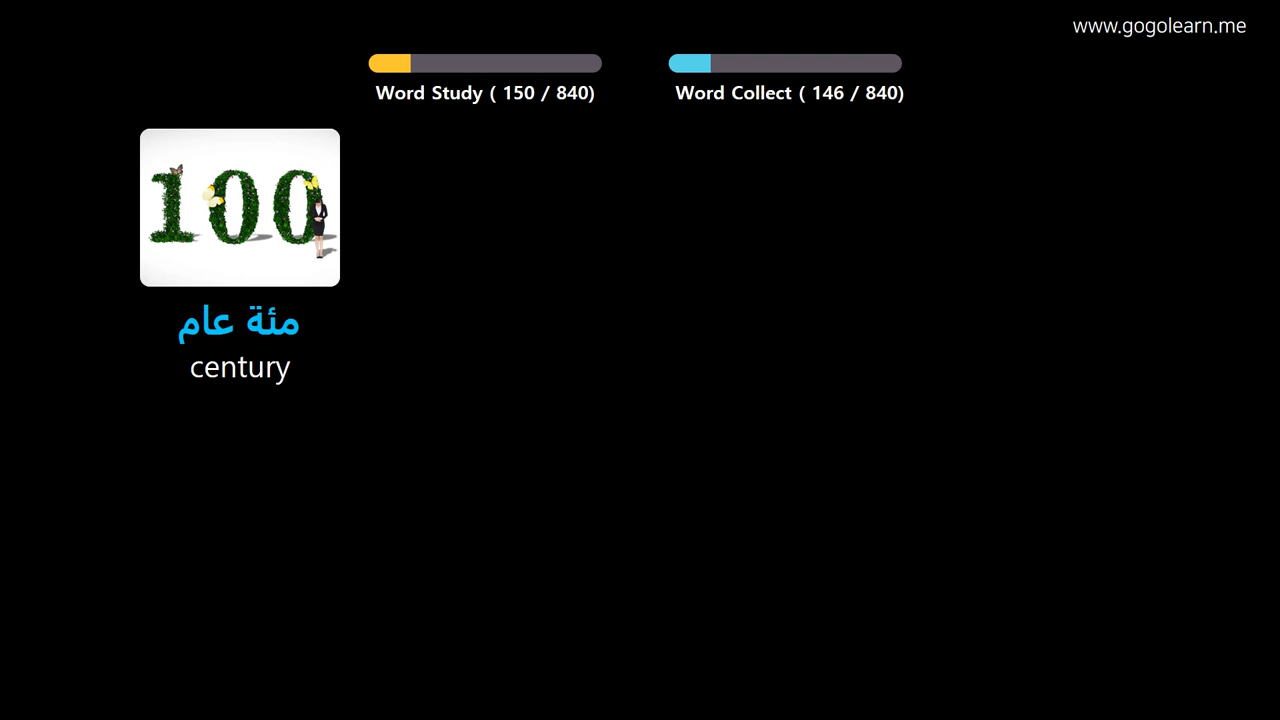 www.gogolearn.me
Word Study ( 150 / 840)
Word Collect ( 146 / 840)
100
مئة عام
century